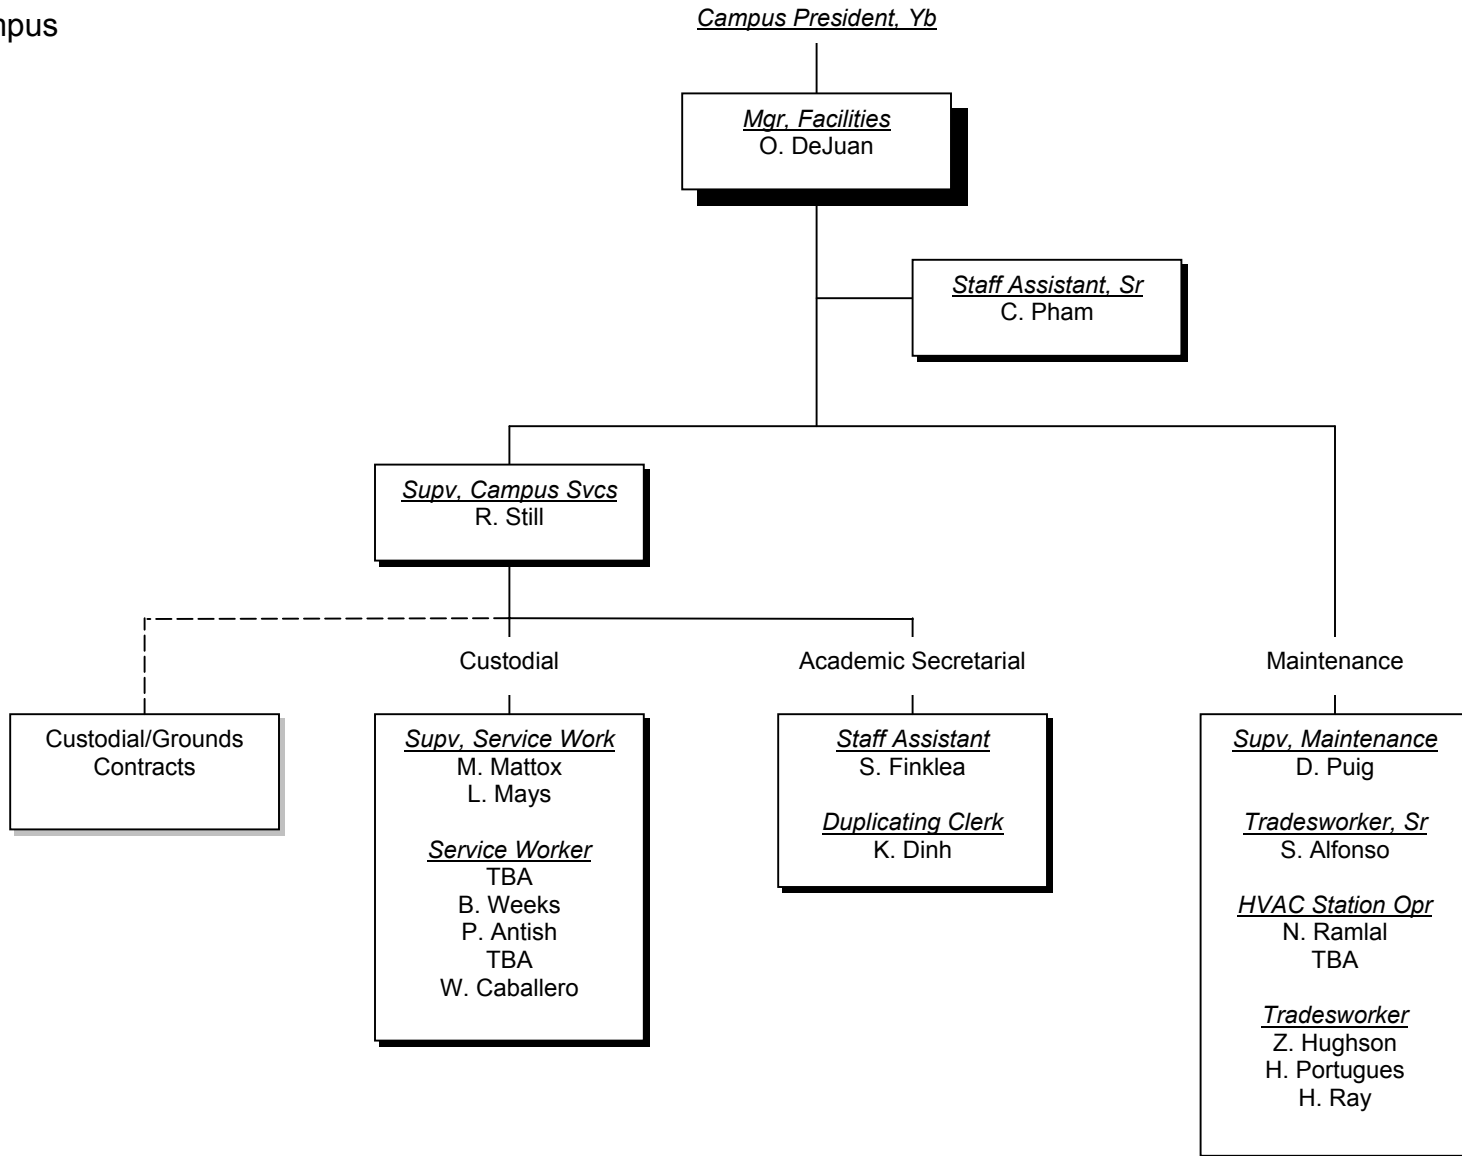 Campus President, Yb
Mgr, Facilities
O. DeJuan
Staff Assistant, Sr
C. Pham
Supv, Campus Svcs
R. Still
Custodial
Academic Secretarial
Maintenance
Custodial/Grounds
Contracts
Supv, Service Work
M. Mattox
L. Mays
Service Worker
TBA
B. Weeks
P. Antish
TBA
W. Caballero
Staff Assistant
S. Finklea
Duplicating Clerk
K. Dinh
Supv, Maintenance
D. Puig
Tradesworker, Sr
S. Alfonso
HVAC Station Opr
N. Ramlal
TBA
Tradesworker
Z. Hughson
H. Portugues
H. Ray